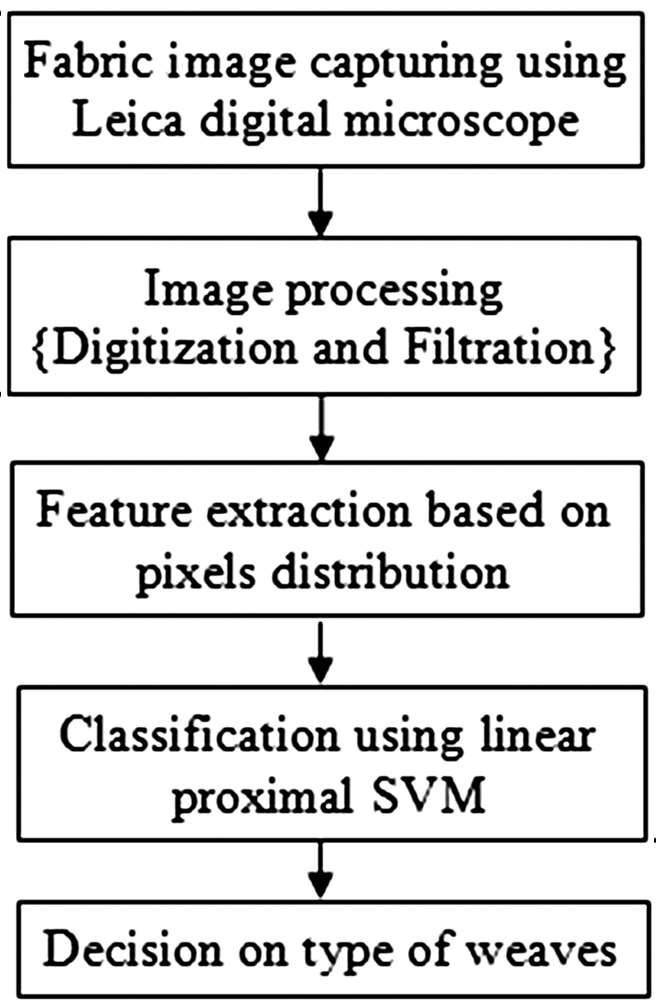 Fabric image capturing using
Leica digital microscope
Image processing
{Digitization and Filtration}
Feature extraction based on
pixels distribution
Classification using linear
proximal SVM
Decision on type of weaves